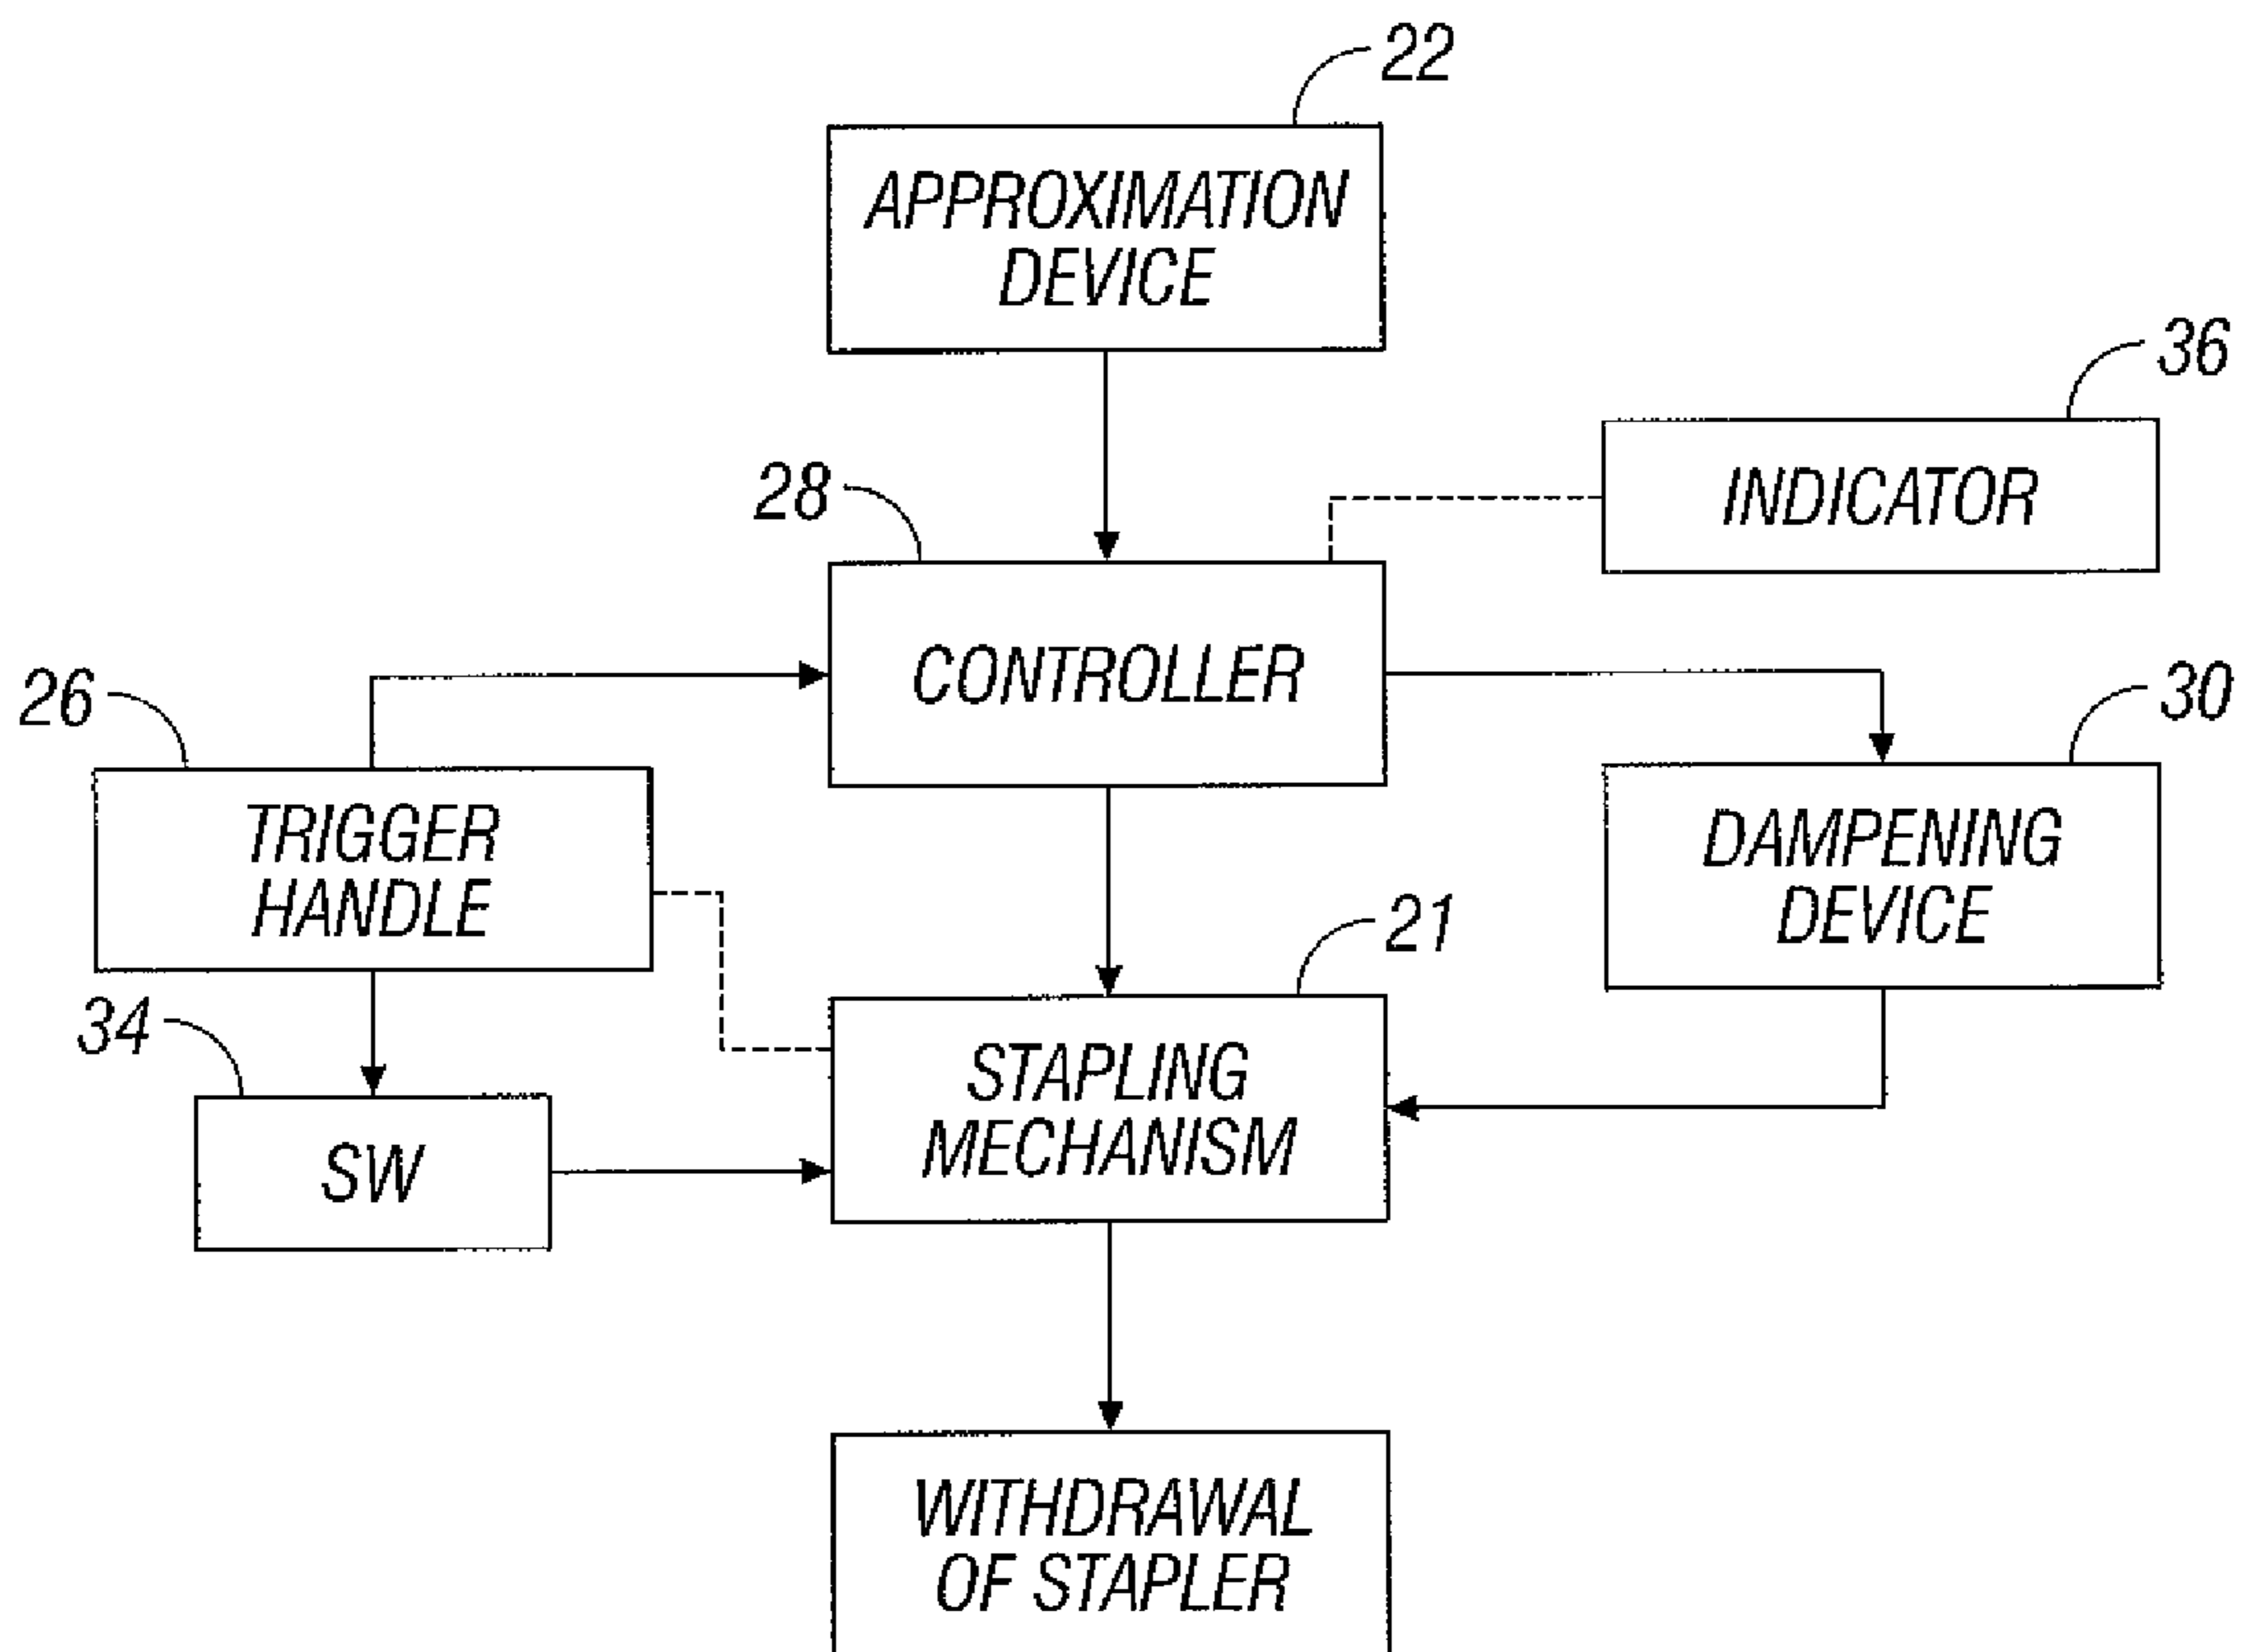 22
APPROXIMATION
DEVICE
36
INDICATOR
28
CONTROLLER
26
TRIGGER
HANDLE
30
DAMPENING
DEVICE
21
STAPLING
MECHANISM
34
SW
WITHDRAWAL
OF STAPLER